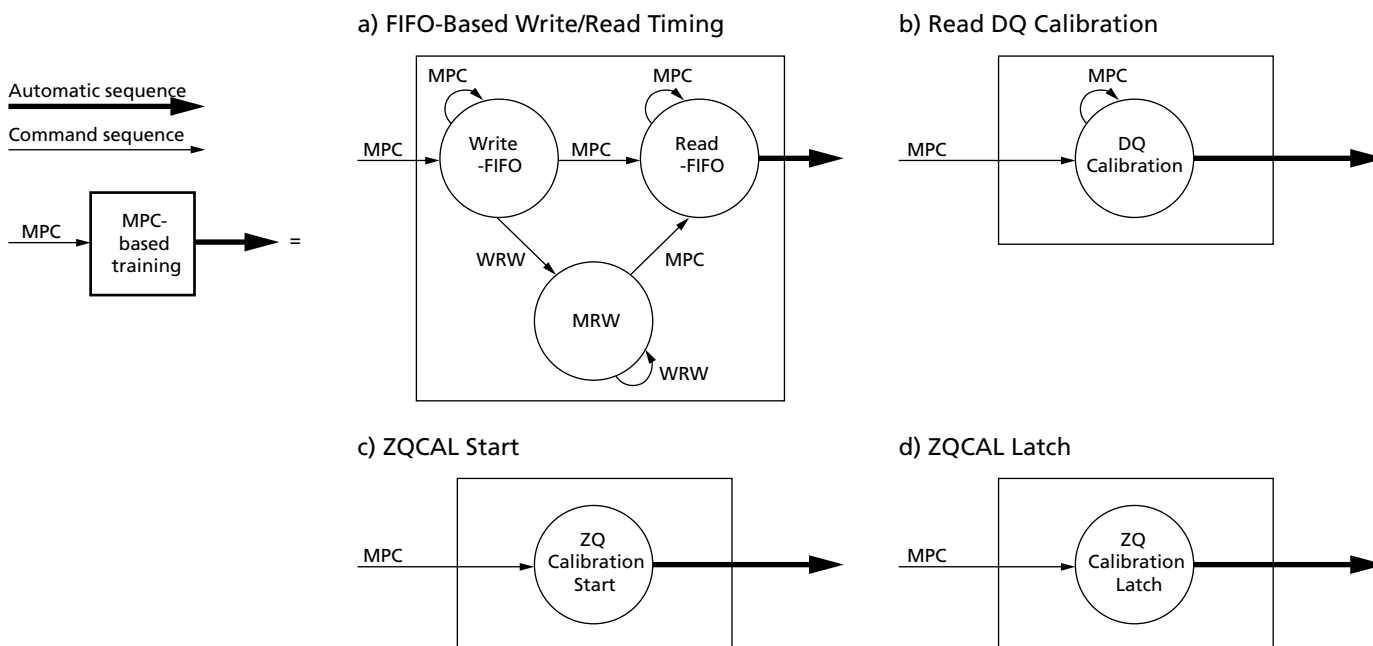 Automatic sequence
Command sequence
MPC
MPC-
based
training
=
a) FIFO-Based Write/Read Timing
MPC
MPC
MPC
Write
-FIFO
MPC
Read
-FIFO
WRW
MPC
MRW
WRW
b) Read DQ Calibration
MPC
MPC
DQ
Calibration
c) ZQCAL Start
MPC
ZQ
Calibration
Start
d) ZQCAL Latch
MPC
ZQ
Calibration
Latch